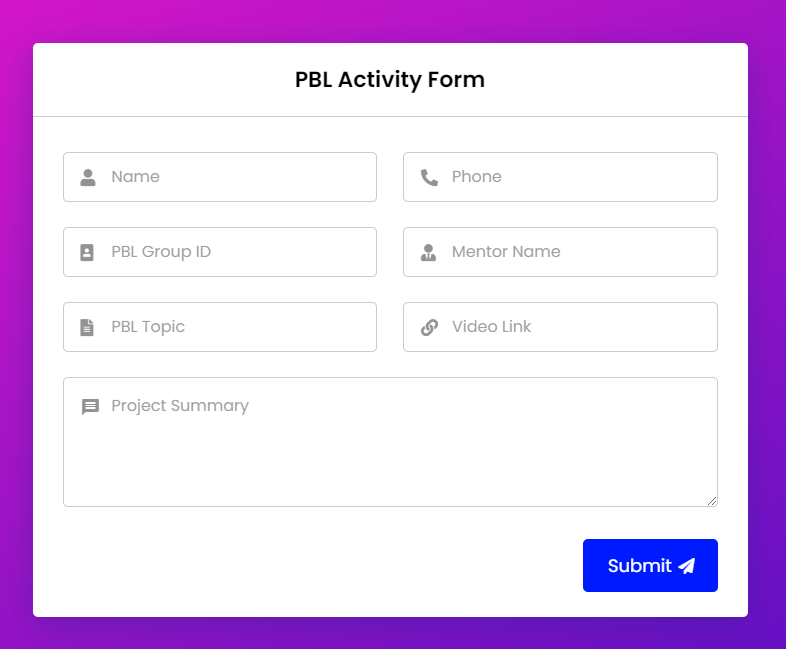 PBL Activity Form
Name
Phone
PBL Group ID
Mentor Name
PBL Topic
Video Link
Project Summary
Submit